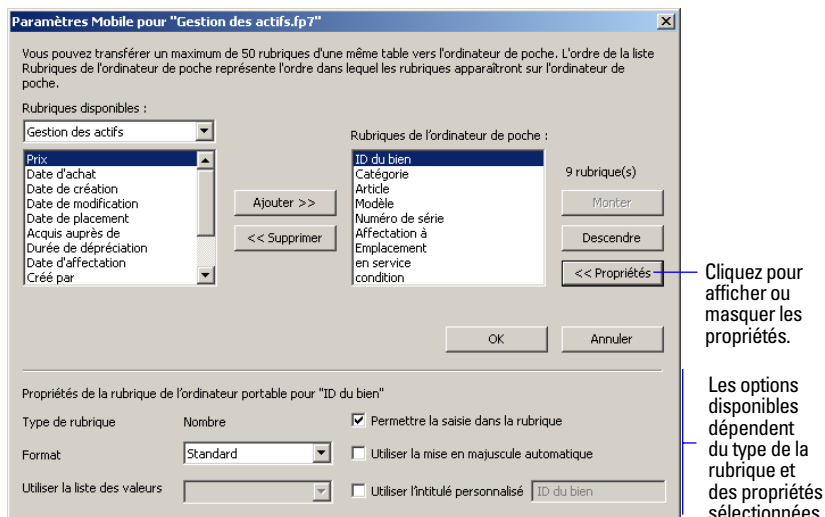 Paramètres Mobile pour "Gestion des actifs.fp7"
Vous pouvez transférer un maximum de 50 rubriques d'une même table vers l'ordinateur de poche. L'ordre de la liste
Rubriques de l'ordinateur de poche représente l'ordre dans lequel les rubriques apparaîtront sur l'ordinateur de
poche.
Rubriques disponibles :
Gestion des actifs
Prix
Date d'achat
Date de création
Date de modification
Date de placement
Acquis auprès de
Durée de dépréciation
Date d'affectation
Créé par
Ajouter >>
<< Supprimer
Rubriques de l'ordinateur de poche :
ID du bien
Catégorie
Article
Modèle
Numéro de série
Affectation à
Emplacement
en service
condition
9 rubrique(s)
Monter
Descendre
<< Propriétés
OK
Annuler
Cliquez pour
afficher ou
masquer les
propriétés.
Propriétés de la rubrique de l'ordinateur portable pour "ID du bien"
Type de rubrique
Nombre
Permettre la saisie dans la rubrique
Format
Standard
Utiliser la mise en majuscule automatique
Utiliser la liste des valeurs
Utiliser l'intitulé personnalisé
ID du bien
Les options
disponibles
dépendent
du type de la
rubrique et
des propriétés
sélectionnées